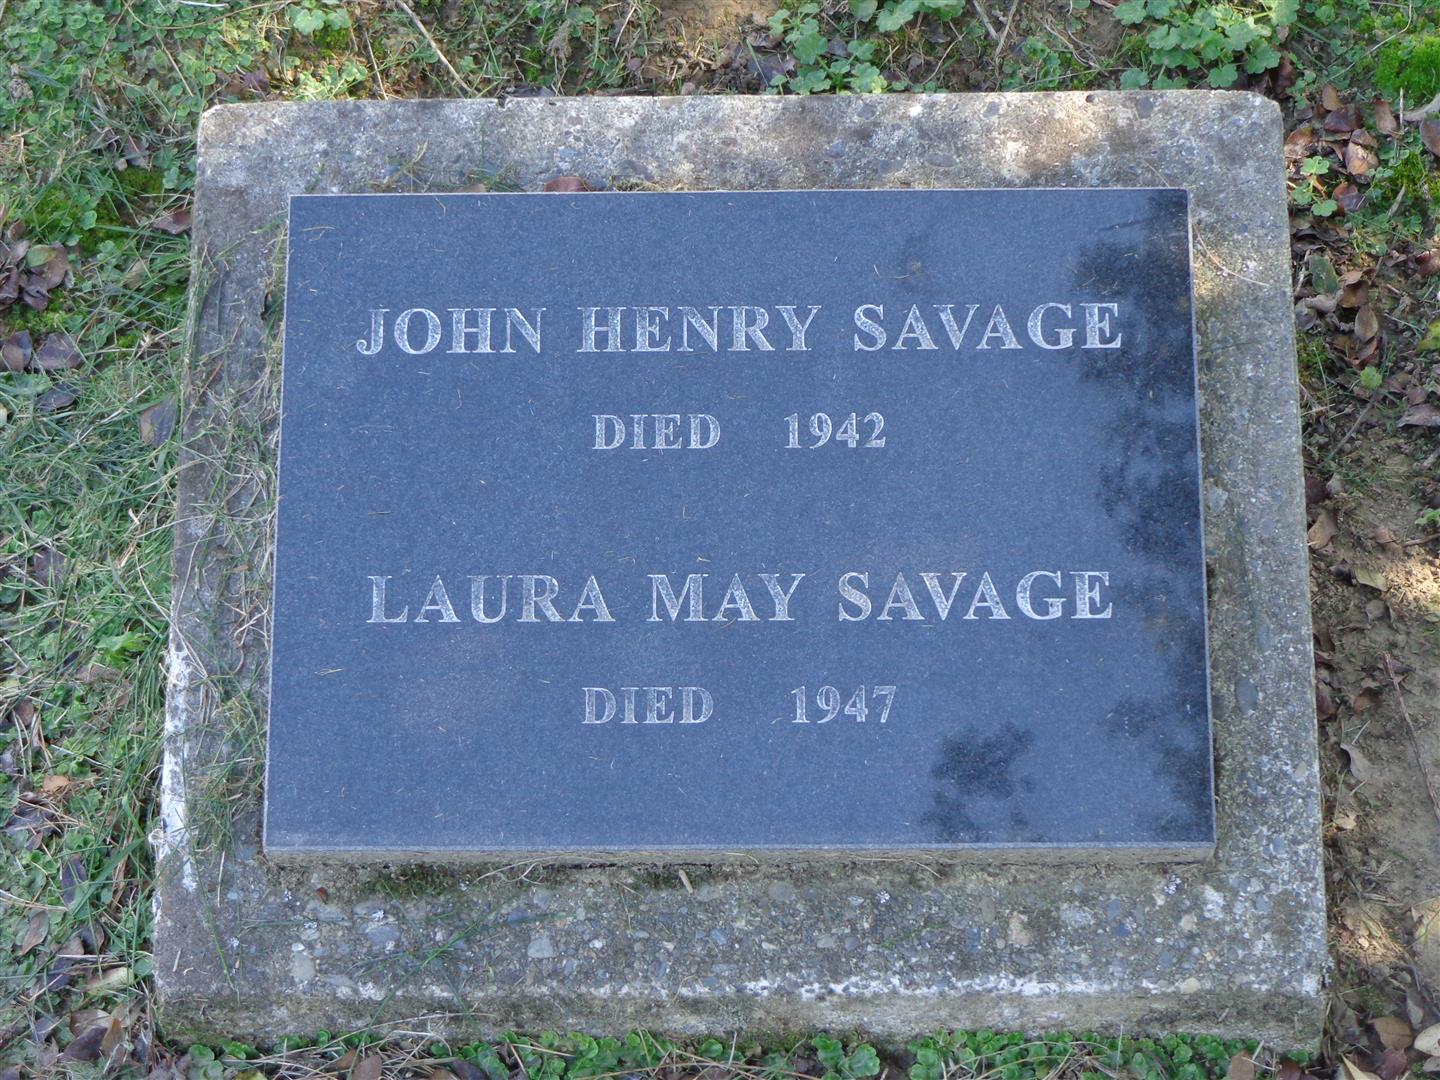 JOHN HENRY SAVAGE
DIED 1942
LAURA MAY SAVAGE
DIED 1947